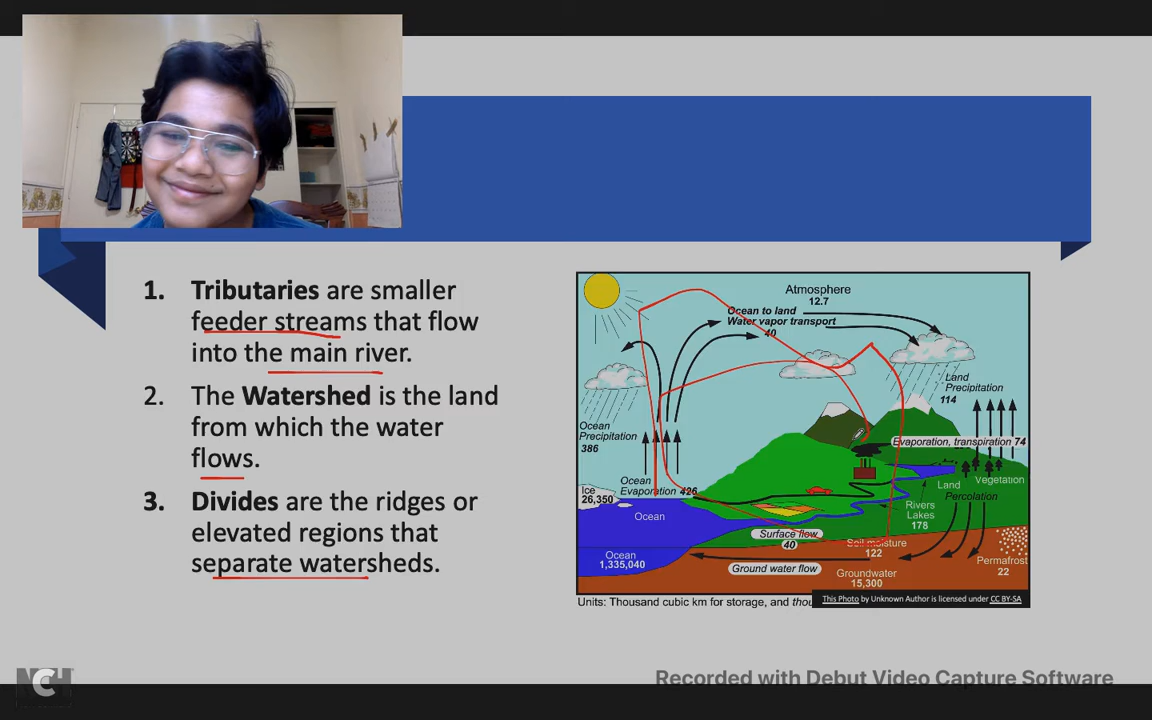 1. Tributaries are smaller
feeder streams that flow
into the main river.
2. The Watershed is the land
from which the water
flows.
3. Divides are the ridges or
elevated regions that
separate watersheds.
Atmosphere
12.7
Ocean to land
Water vapor transport
40
Land
Precipitation
114
Ocean
Precipitation
386
Evaporation, transpiration 74
Ocean
Evaporation 426
Ice
26,350
Ocean
Vegetation
Land
Percolation
Rivers
Lakes
178
Surface flow
40
Soil moisture
122
Ocean
1,335,040
Ground water flow
Groundwater
15,300
Permafrost
22
Units: Thousand cubic km for storage, and
This Photo by Unknown Author is licensed under CC BY-SA
NCH
Recorded with Debut Video Capture Software